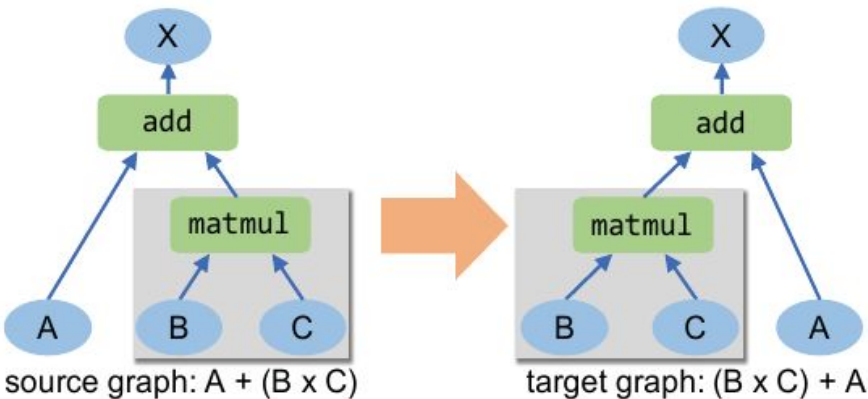 X
X
add
add
matmul
matmul
A
B
C
B
C
A
source graph: A + (B x C)
target graph: (B x C) + A